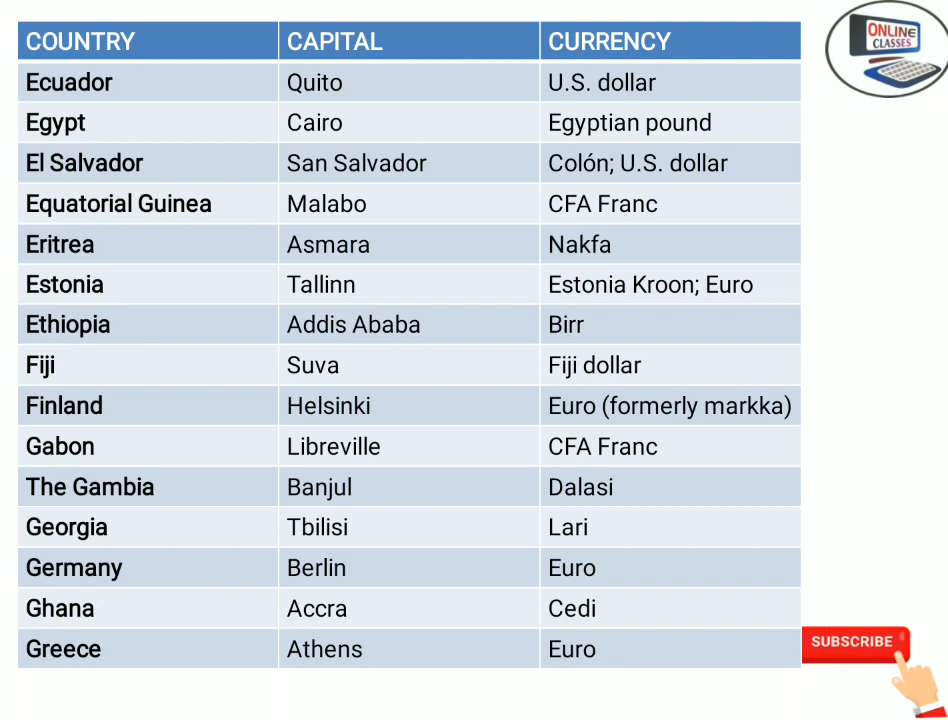 COUNTRY CAPITAL CURRENCY
Ecuador Quito U.S. dollar
Egypt Cairo Egyptian pound
El Salvador San Salvador Colón; U.S. dollar
Equatorial Guinea Malabo CFA Franc
Eritrea Asmara Nakfa
Estonia Tallinn Estonia Kroon; Euro
Ethiopia Addis Ababa Birr
Fiji Suva Fiji dollar
Finland Helsinki Euro (formerly markka)
Gabon Libreville CFA Franc
The Gambia Banjul Dalasi
Georgia Tbilisi Lari
Germany Berlin Euro
Ghana Accra Cedi
Greece Athens Euro
ONLINE
CLASSES
SUBSCRIBE